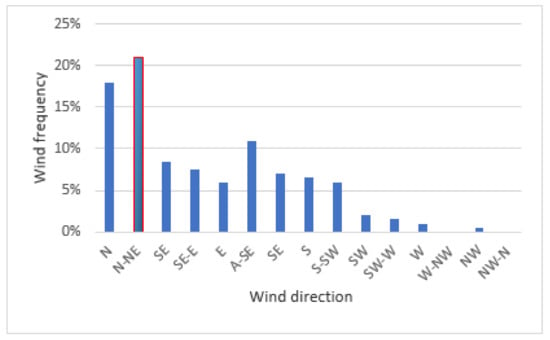 25%
20%
15%
10%
5%
0%
Wind frequency
N
N-NE
SE
SE-E
E
A-SE
SE
S
S-SW
SW
SW-W
W
W-NW
NW
NW-N
Wind direction